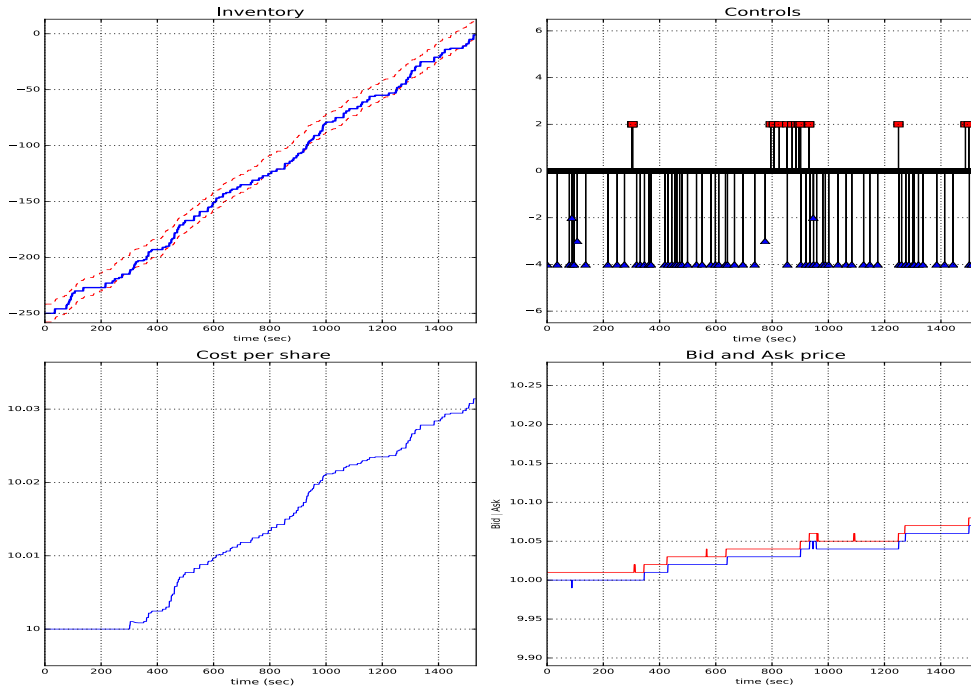 Inventory
0
−50
−100
−150
−200
−250
0 200 400 600 800 1000 1200 1400
time (sec)
Controls
6
4
2
0
−2
−4
−6
0 200 400 600 800 1000 1200 1400
time (sec)
Cost per share
10.03
10.02
10.01
10
0 200 400 600 800 1000 1200 1400
time (sec)
Bid and Ask price
Bid | Ask
10.25
10.20
10.15
10.10
10.05
10.00
9.95
9.90
0 200 400 600 800 1000 1200 1400
time (sec)